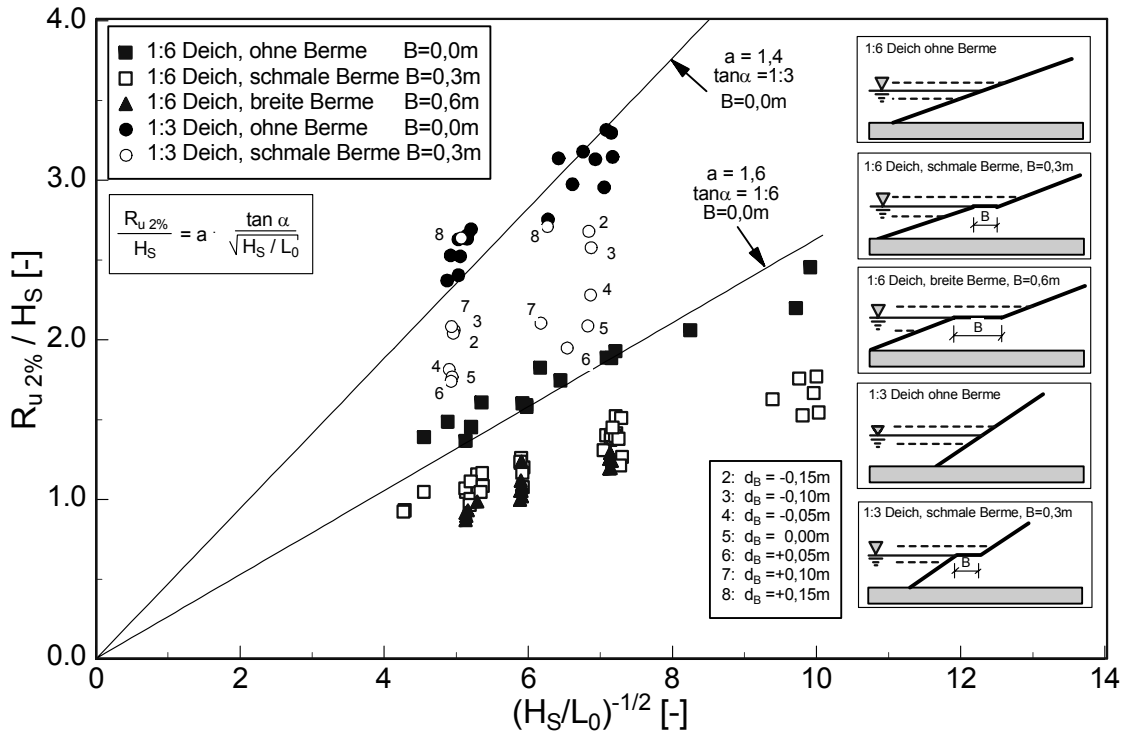 4.0
3.0
2.0
1.0
0.0
R_u 2% / H_S [-]
■ 1:6 Deich, ohne Berme B=0,0m
□ 1:6 Deich, schmale Berme B=0,3m
▲ 1:6 Deich, breite Berme B=0,6m
● 1:3 Deich, ohne Berme B=0,0m
○ 1:3 Deich, schmale Berme B=0,3m
R_u 2% / H_S = a · tan α / √(H_S / L_0)
a = 1,4
tanα =1:3
B=0,0m
a = 1,6
tanα = 1:6
B=0,0m
8
7
3
2
4
5
6
8
2
3
4
7
5
6
2: d_B = -0,15m
3: d_B = -0,10m
4: d_B = -0,05m
5: d_B = 0,00m
6: d_B =+0,05m
7: d_B =+0,10m
8: d_B =+0,15m
1:6 Deich ohne Berme
1:6 Deich, schmale Berme, B=0,3m
B
1:6 Deich, breite Berme, B=0,6m
B
1:3 Deich ohne Berme
1:3 Deich, schmale Berme, B=0,3m
B
0 2 4 6 8 10 12 14
(H_S/L_0)^-1/2 [-]